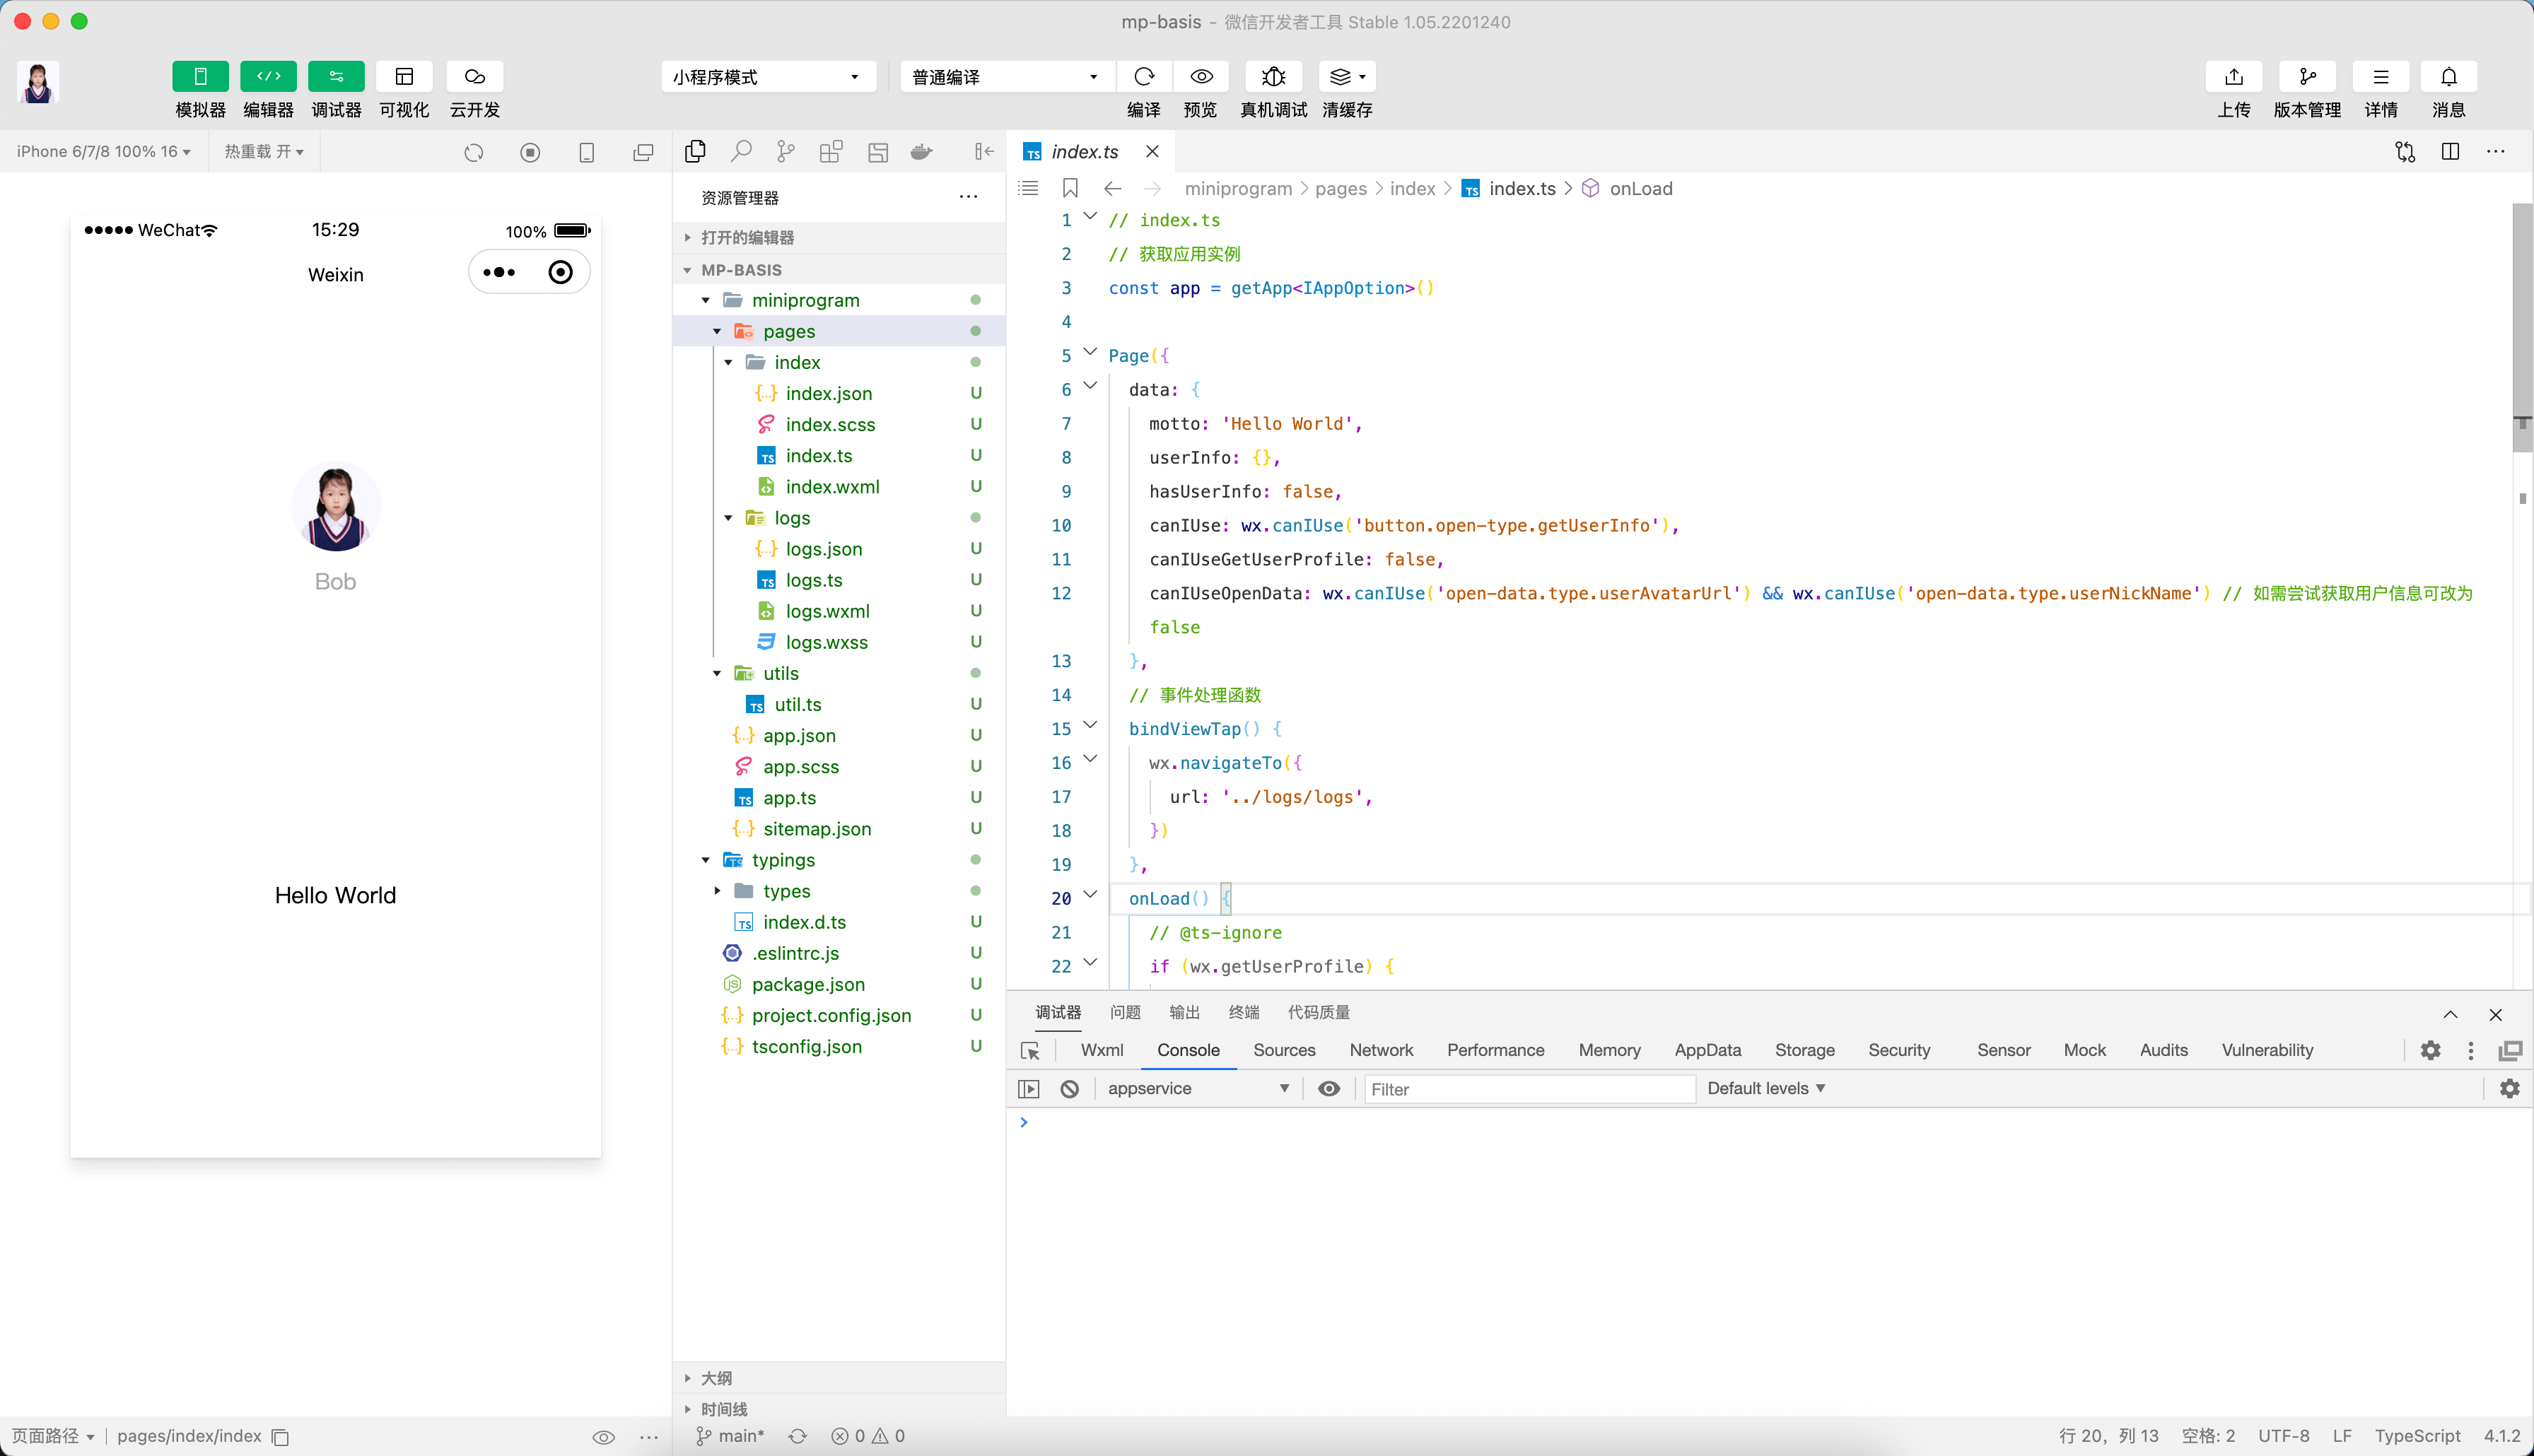 mp-basis - 微信开发者工具 Stable 1.05.2201240
模拟器 编辑器 调试器 可视化 云开发
小程序模式 普通编译
编译 预览 真机调试 清缓存
上传 版本管理 详情 消息
iPhone 6/7/8 100% 16 热重载 开
WeChat 15:29 100%
Weixin
Bob
Hello World
页面路径 pages/index/index
资源管理器
打开的编辑器
MP-BASIS
miniprogram
pages
index
index.json U
index.scss U
index.ts U
index.wxml U
logs
logs.json U
logs.ts U
logs.wxml U
logs.wxss U
utils
util.ts U
app.json U
app.scss U
app.ts U
sitemap.json U
typings
types
index.d.ts U
.eslintrc.js U
package.json U
project.config.json U
tsconfig.json U
大纲
时间线
main* 0 0
index.ts
miniprogram > pages > index > index.ts > onLoad
1 // index.ts
2 // 获取应用实例
3 const app = getApp<IAppOption>()
4
5 Page({
6 data: {
7 motto: 'Hello World',
8 userInfo: {},
9 hasUserInfo: false,
10 canIUse: wx.canIUse('button.open-type.getUserInfo'),
11 canIUseGetUserProfile: false,
12 canIUseOpenData: wx.canIUse('open-data.type.userAvatarUrl') && wx.canIUse('open-data.type.userNickName') // 如需尝试获取用户信息可改为
false
13 },
14 // 事件处理函数
15 bindViewTap() {
16 wx.navigateTo({
17 url: '../logs/logs',
18 })
19 },
20 onLoad() {
21 // @ts-ignore
22 if (wx.getUserProfile) {
调试器 问题 输出 终端 代码质量
Wxml Console Sources Network Performance Memory AppData Storage Security Sensor Mock Audits Vulnerability
appservice Filter Default levels
行 20，列 13 空格: 2 UTF-8 LF TypeScript 4.1.2